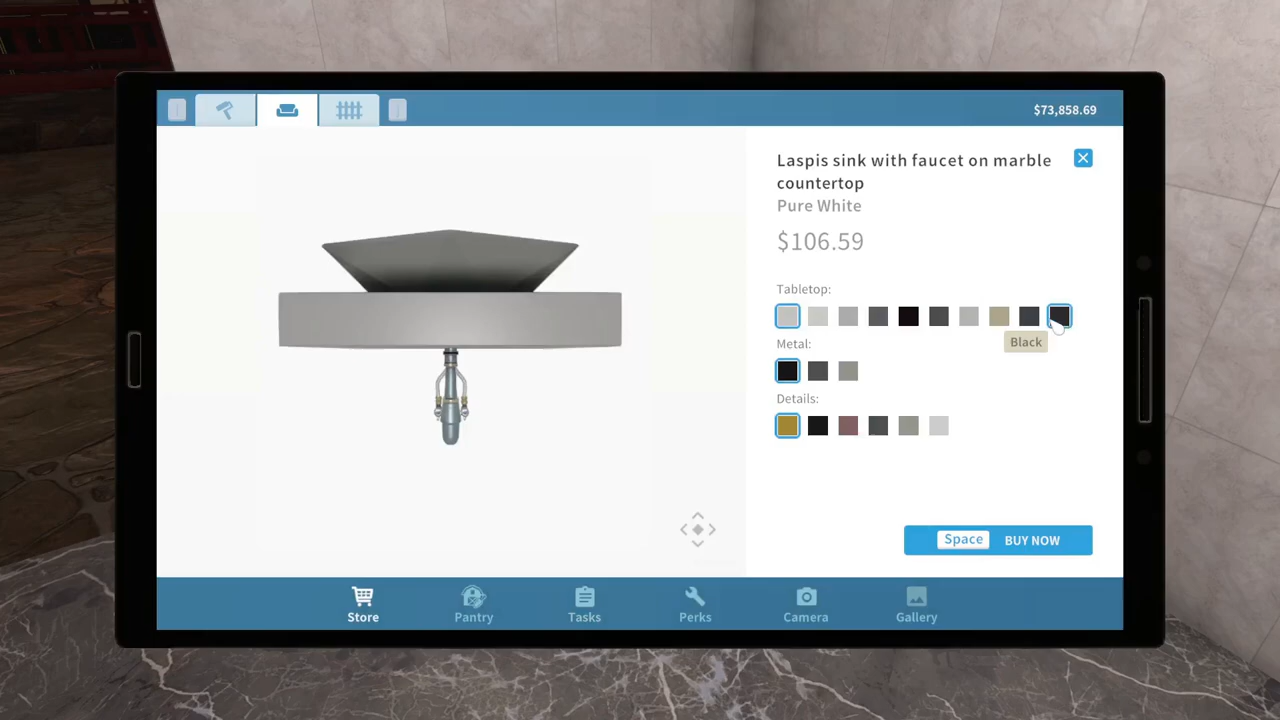 $73,858.69
Laspis sink with faucet on marble
countertop
Pure White
$106.59
Tabletop:
Black
Metal:
Details:
Space BUY NOW
Store
Pantry
Tasks
Perks
Camera
Gallery